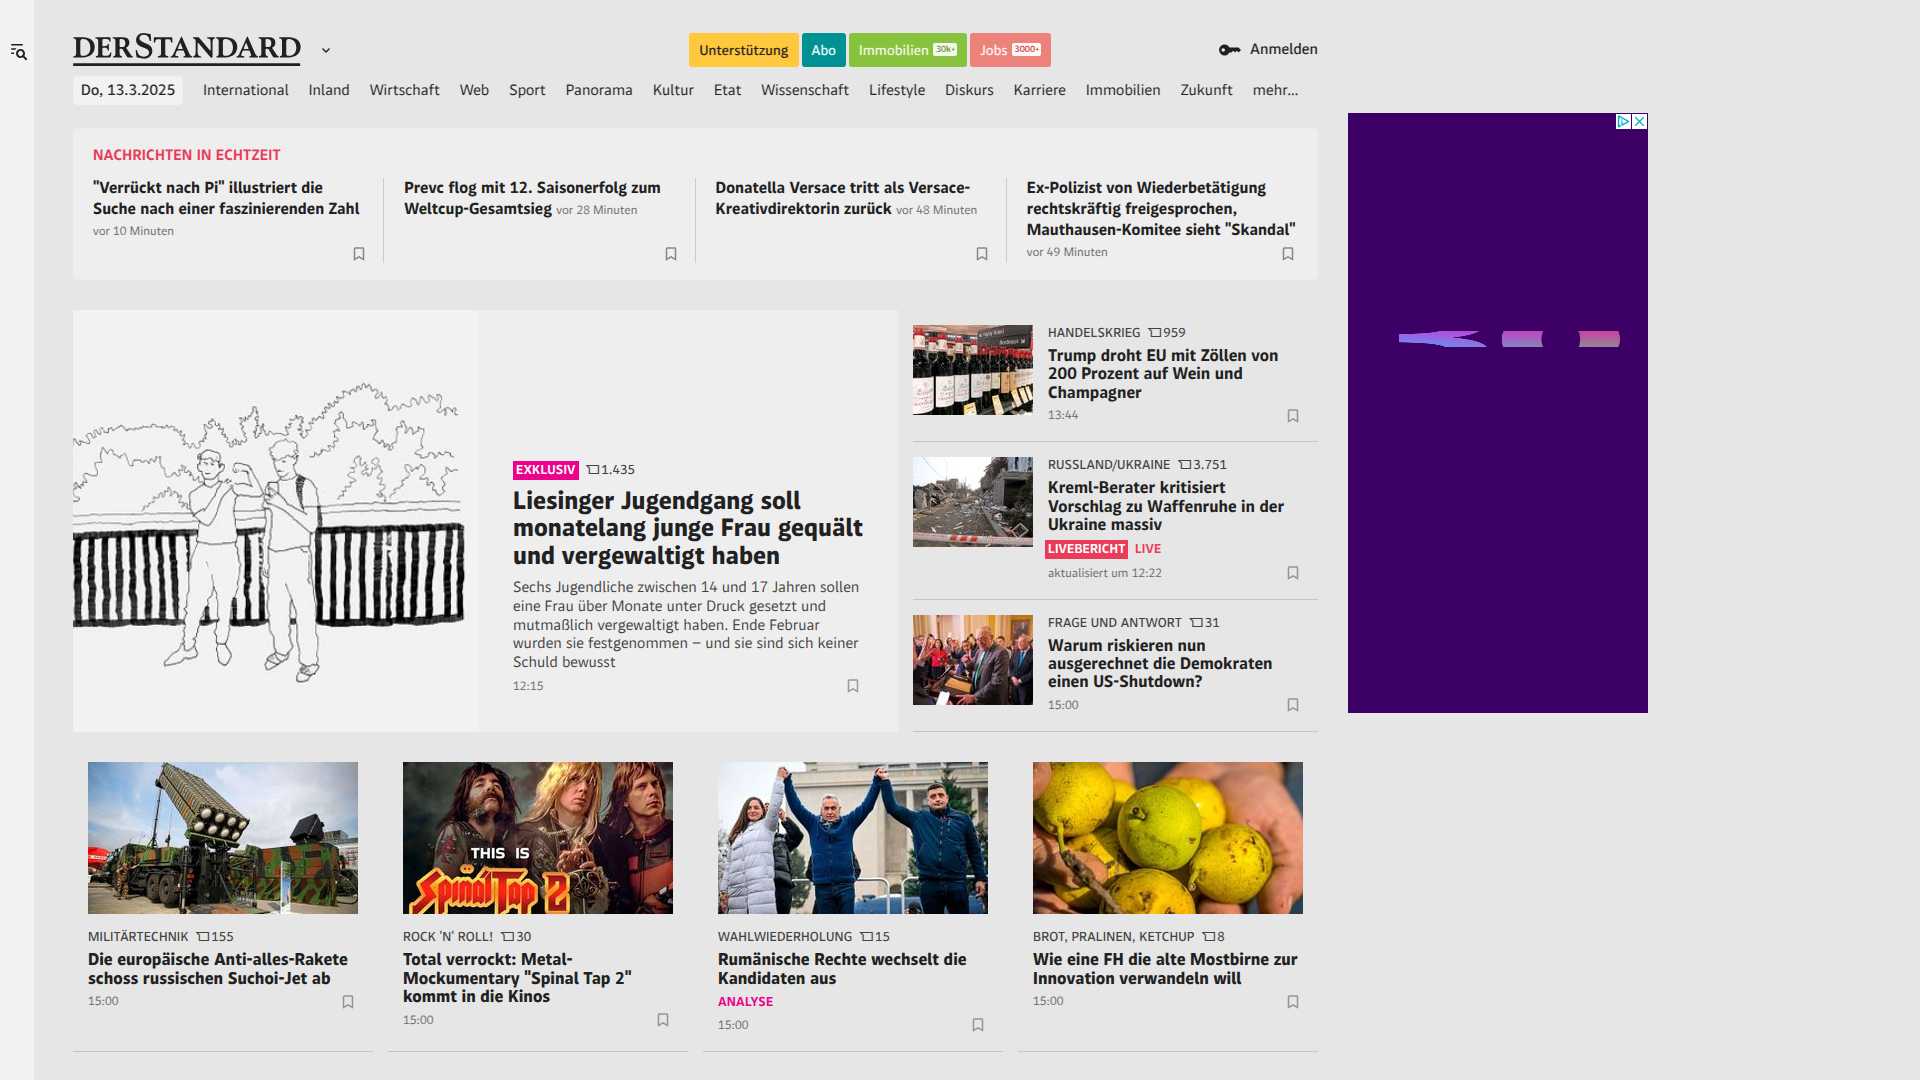 DERSTANDARD
Unterstützung
Abo
Immobilien 30k+
Jobs 3000+
Anmelden
Do, 13.3.2025
International
Inland
Wirtschaft
Web
Sport
Panorama
Kultur
Etat
Wissenschaft
Lifestyle
Diskurs
Karriere
Immobilien
Zukunft
mehr...
NACHRICHTEN IN ECHTZEIT
"Verrückt nach Pi" illustriert die
Suche nach einer faszinierenden Zahl
vor 10 Minuten
Prevc flog mit 12. Saisonerfolg zum
Weltcup-Gesamtsieg vor 28 Minuten
Donatella Versace tritt als Versace-
Kreativdirektorin zurück vor 48 Minuten
Ex-Polizist von Wiederbetätigung
rechtskräftig freigesprochen,
Mauthausen-Komitee sieht "Skandal"
vor 49 Minuten
EXKLUSIV 1.435
Liesinger Jugendgang soll
monatelang junge Frau gequält
und vergewaltigt haben
Sechs Jugendliche zwischen 14 und 17 Jahren sollen
eine Frau über Monate unter Druck gesetzt und
mutmaßlich vergewaltigt haben. Ende Februar
wurden sie festgenommen – und sie sind sich keiner
Schuld bewusst
12:15
HANDELSKRIEG 959
Trump droht EU mit Zöllen von
200 Prozent auf Wein und
Champagner
13:44
RUSSLAND/UKRAINE 3.751
Kreml-Berater kritisiert
Vorschlag zu Waffenruhe in der
Ukraine massiv
LIVEBERICHT LIVE
aktualisiert um 12:22
FRAGE UND ANTWORT 31
Warum riskieren nun
ausgerechnet die Demokraten
einen US-Shutdown?
15:00
MILITÄRTECHNIK 155
Die europäische Anti-alles-Rakete
schoss russischen Suchoi-Jet ab
15:00
THIS IS
Spinal Tap 2
ROCK 'N' ROLL! 30
Total verrockt: Metal-
Mockumentary "Spinal Tap 2"
kommt in die Kinos
15:00
WAHLWIEDERHOLUNG 15
Rumänische Rechte wechselt die
Kandidaten aus
ANALYSE
15:00
BROT, PRALINEN, KETCHUP 8
Wie eine FH die alte Mostbirne zur
Innovation verwandeln will
15:00